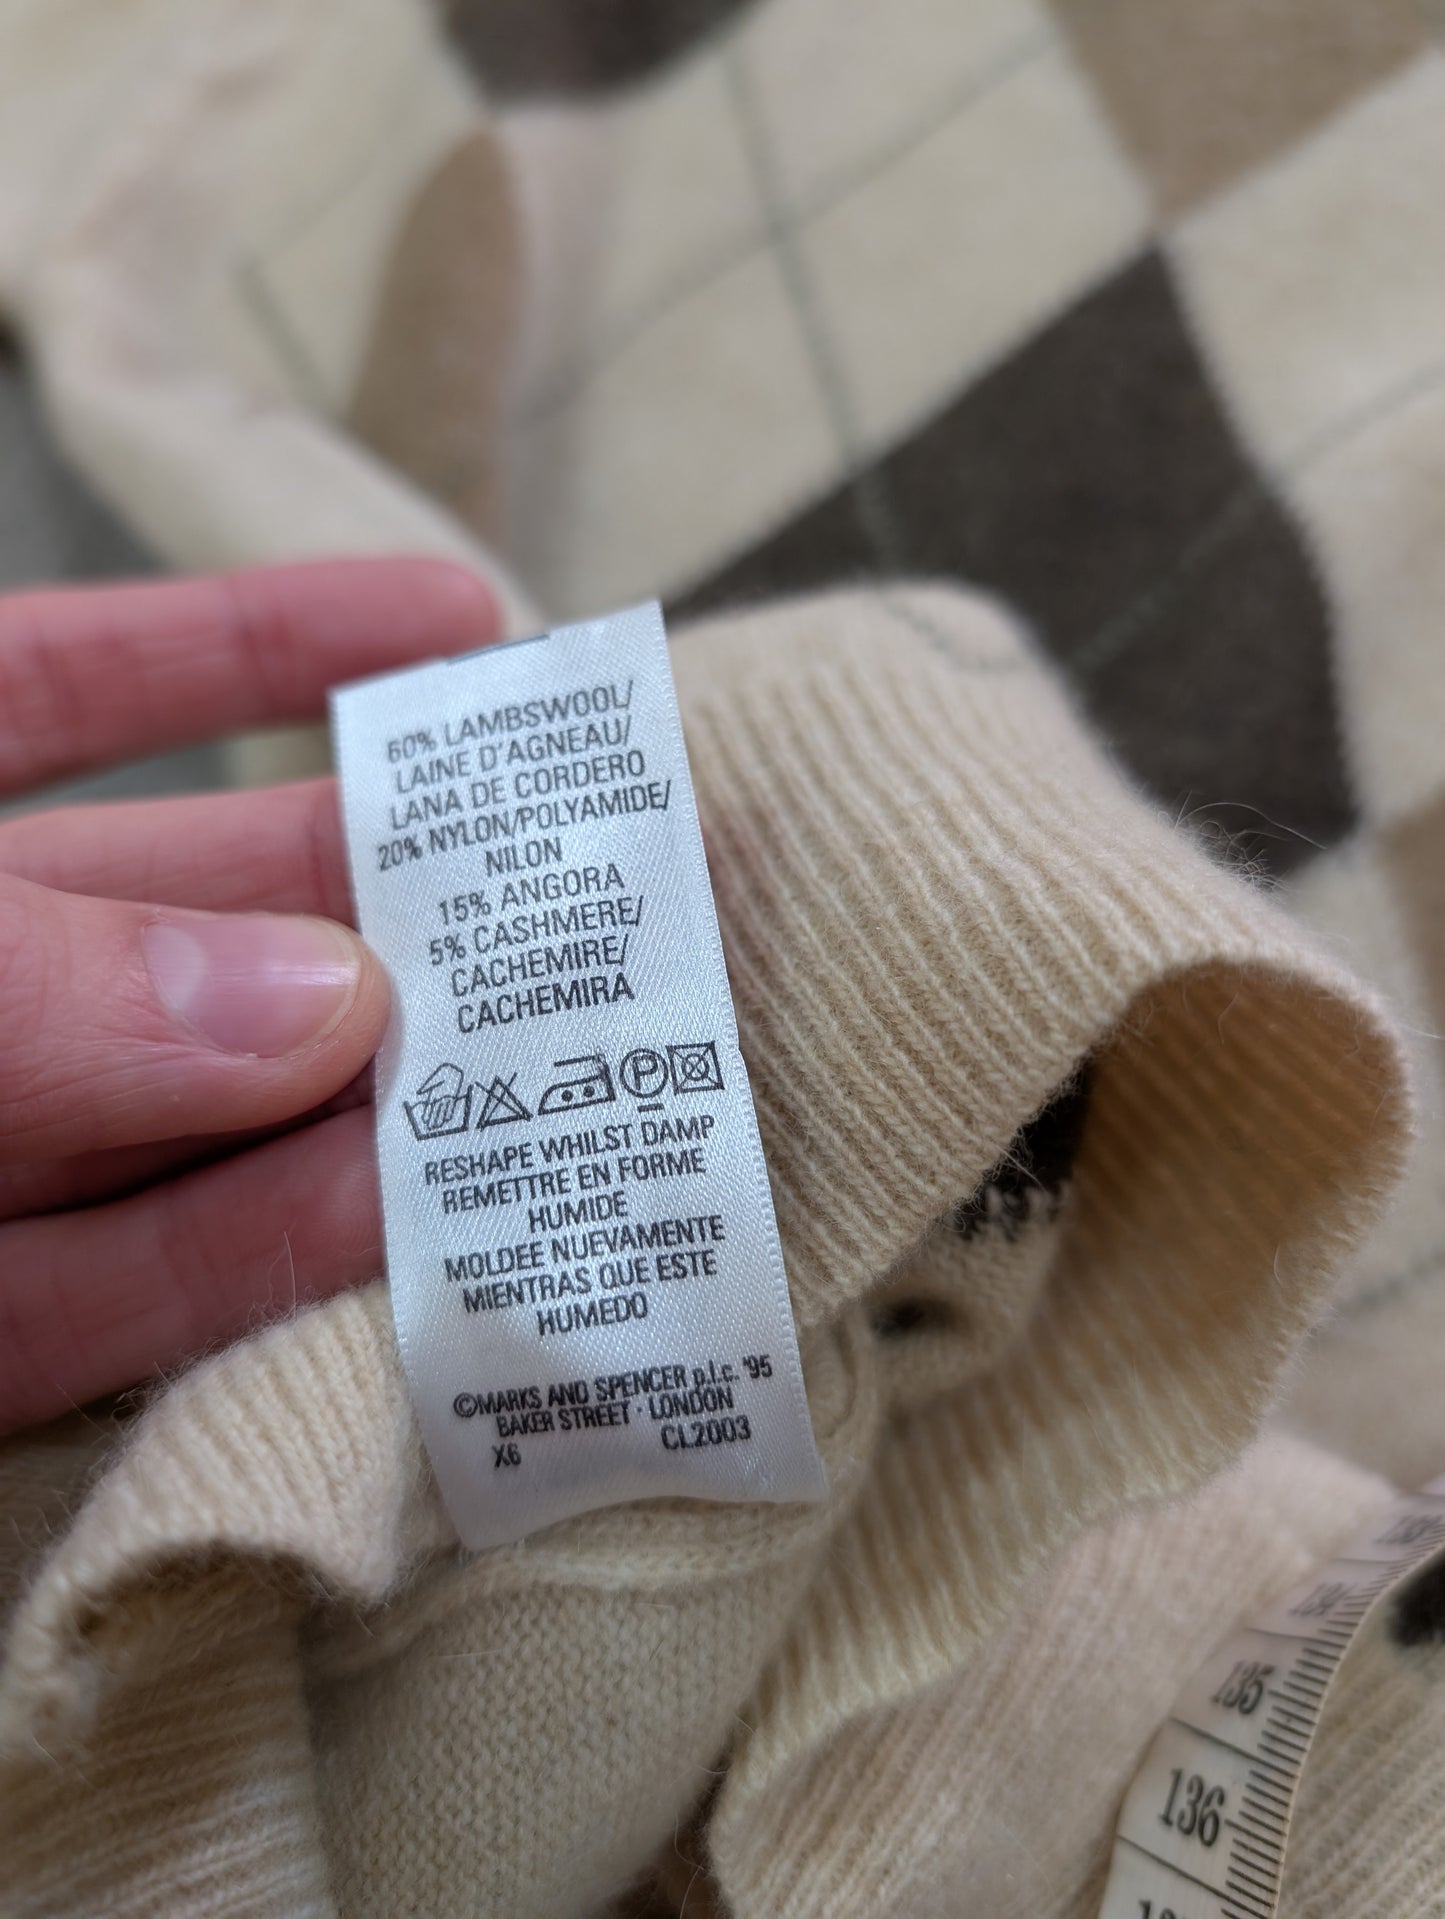 60% LAMBSWOOL/
LAINE D'AGNEAU/
LANA DE CORDERO
20% NYLON/POLYAMIDE/
NILON
15% ANGORA
5% CASHMERE/
CACHEMIRE/
CACHEMIRA
P
RESHAPE WHILST DAMP
REMETTRE EN FORME
HUMIDE
MOLDEE NUEVAMENTE
MIENTRAS QUE ESTE
HUMEDO
©MARKS AND SPENCER p.l.c. '95
BAKER STREET · LONDON
X6 CL2003
135
136